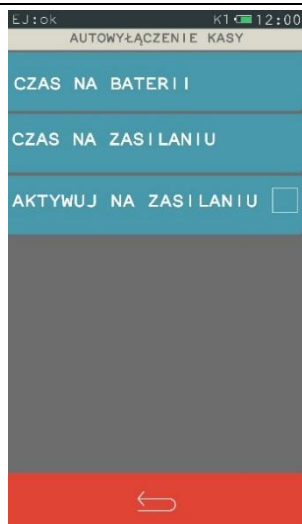 EJ:ok K1 12:00
AUTOWYŁĄCZENIE KASY
CZAS NA BATERII
CZAS NA ZASILANIU
AKTYWUJ NA ZASILANIU